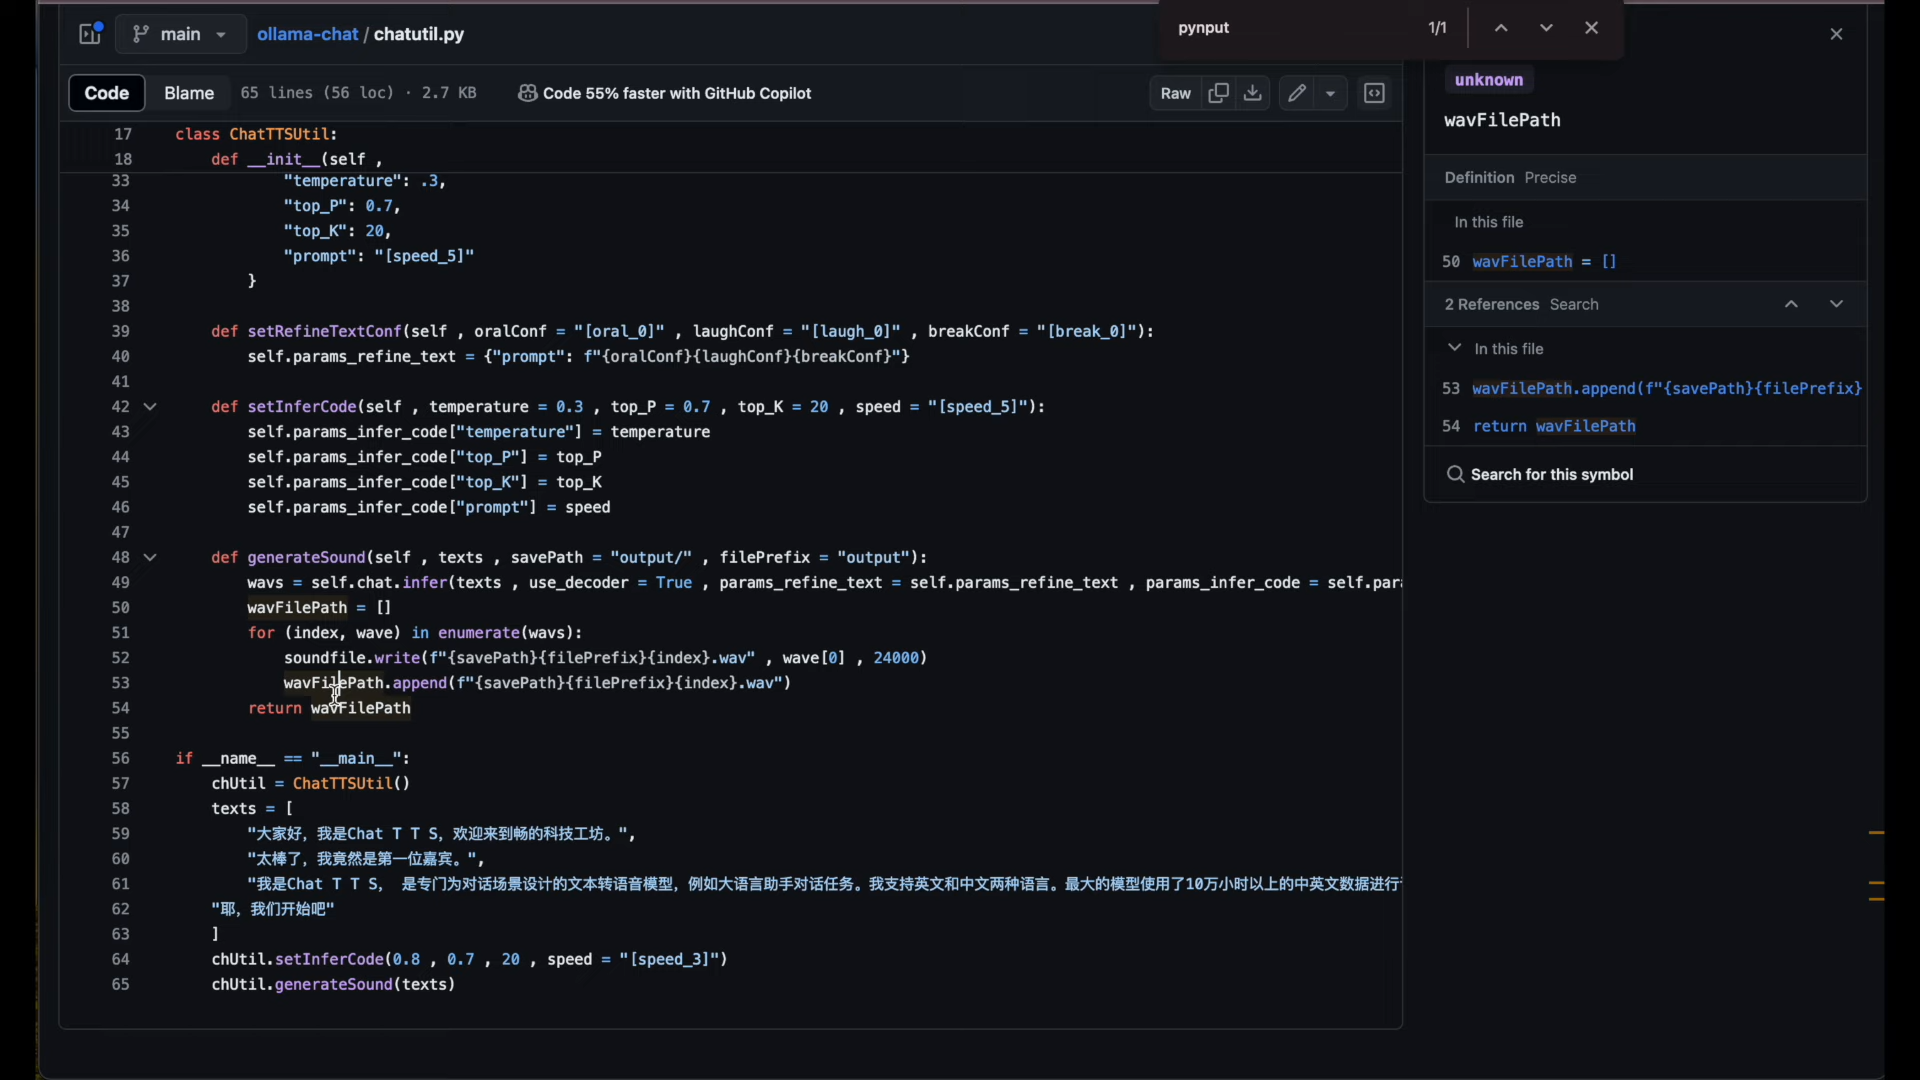 main
ollama-chat / chatutil.py
pynput
1/1
Code
Blame
65 lines (56 loc) · 2.7 KB
Code 55% faster with GitHub Copilot
Raw
17 class ChatTTSUtil:
18 def __init__(self ,
33 "temperature": .3,
34 "top_P": 0.7,
35 "top_K": 20,
36 "prompt": "[speed_5]"
37 }
38
39 def setRefineTextConf(self , oralConf = "[oral_0]" , laughConf = "[laugh_0]" , breakConf = "[break_0]"):
40 self.params_refine_text = {"prompt": f"{oralConf}{laughConf}{breakConf}"}
41
42 def setInferCode(self , temperature = 0.3 , top_P = 0.7 , top_K = 20 , speed = "[speed_5]"):
43 self.params_infer_code["temperature"] = temperature
44 self.params_infer_code["top_P"] = top_P
45 self.params_infer_code["top_K"] = top_K
46 self.params_infer_code["prompt"] = speed
47
48 def generateSound(self , texts , savePath = "output/" , filePrefix = "output"):
49 wavs = self.chat.infer(texts , use_decoder = True , params_refine_text = self.params_refine_text , params_infer_code = self.par
50 wavFilePath = []
51 for (index, wave) in enumerate(wavs):
52 soundfile.write(f"{savePath}{filePrefix}{index}.wav" , wave[0] , 24000)
53 wavFilePath.append(f"{savePath}{filePrefix}{index}.wav")
54 return wavFilePath
55
56 if __name__ == "__main__":
57 chUtil = ChatTTSUtil()
58 texts = [
59 "大家好，我是Chat T T S，欢迎来到畅的科技工坊。",
60 "太棒了，我竟然是第一位嘉宾。",
61 "我是Chat T T S， 是专门为对话场景设计的文本转语音模型，例如大语言助手对话任务。我支持英文和中文两种语言。最大的模型使用了10万小时以上的中英文数据进行
62 "耶，我们开始吧"
63 ]
64 chUtil.setInferCode(0.8 , 0.7 , 20 , speed = "[speed_3]")
65 chUtil.generateSound(texts)
unknown
wavFilePath
Definition Precise
In this file
50 wavFilePath = []
2 References Search
In this file
53 wavFilePath.append(f"{savePath}{filePrefix}
54 return wavFilePath
Search for this symbol